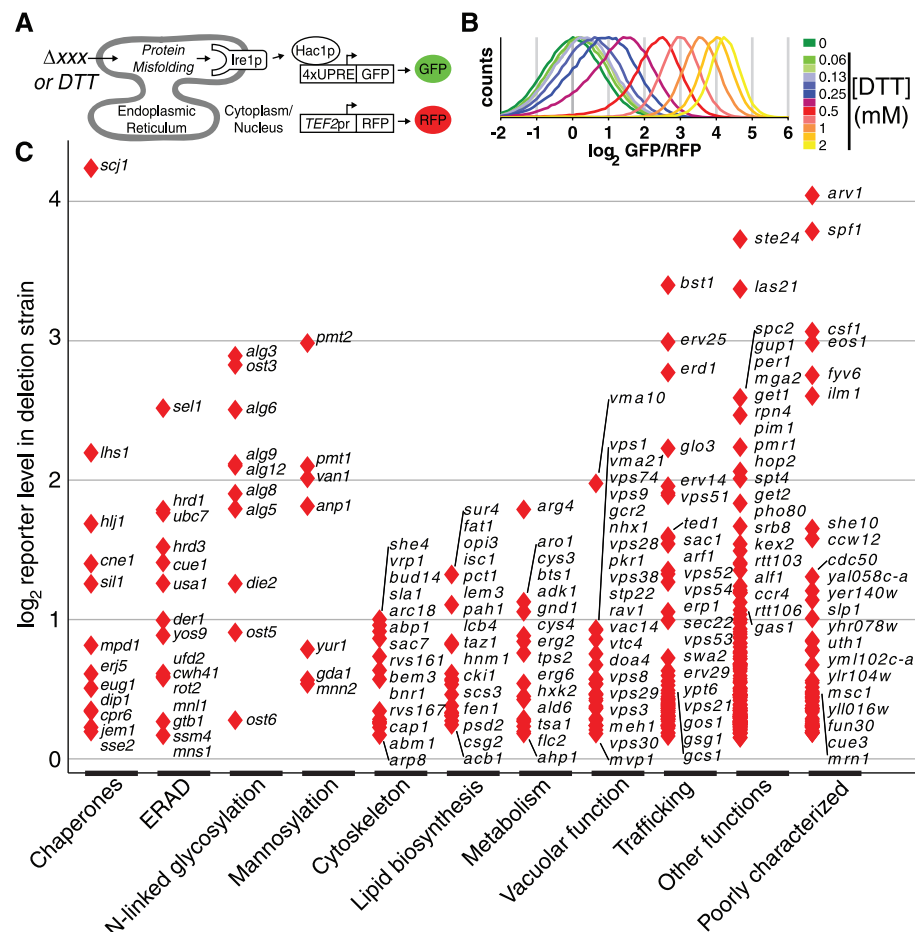 A
Δxxx
or DTT
Protein
Misfolding
Ire1p
Endoplasmic
Reticulum
Cytoplasm/
Nucleus
Hac1p
4xUPRE GFP
GFP
TEF2pr RFP
RFP
B
counts
-2 -1 0 1 2 3 4 5 6
log2 GFP/RFP
0
0.06
0.13
0.25
0.5
1
2
[DTT]
(mM)
C
log2 reporter level in deletion strain
4
3
2
1
0
scj1
lhs1
hlj1
cne1
sil1
mpd1
erj5
eug1
dip1
cpr6
jem1
sse2
sel1
hrd1
ubc7
hrd3
cue1
usa1
der1
yos9
ufd2
cwh41
rot2
mnl1
gtb1
ssm4
mns1
alg3
ost3
alg6
alg9
alg12
alg8
alg5
die2
ost5
ost6
pmt2
pmt1
van1
anp1
yur1
gda1
mnn2
she4
vrp1
bud14
sla1
arc18
abp1
sac7
rvs161
bem3
bnr1
rvs167
cap1
abm1
arp8
sur4
fat1
opi3
isc1
pct1
lem3
pah1
lcb4
taz1
hnm1
cki1
scs3
fen1
psd2
csg2
acb1
arg4
aro1
cys3
bts1
adk1
gnd1
cys4
erg2
tps2
erg6
hxk2
ald6
tsa1
flc2
ahp1
vma10
vps1
vma21
vps74
vps9
gcr2
nhx1
vps28
pkr1
vps38
stp22
rav1
vac14
vtc4
doa4
vps8
vps29
vps3
meh1
vps30
mvp1
bst1
erv25
erd1
glo3
erv14
vps51
ted1
sac1
arf1
vps52
vps54
erp1
sec22
vps53
swa2
erv29
ypt6
vps21
gos1
gsg1
gcs1
ste24
las21
spc2
gup1
per1
mga2
get1
rpn4
pim1
pmr1
hop2
spt4
get2
pho80
srb8
kex2
rtt103
alf1
ccr4
rtt106
gas1
arv1
spf1
csf1
eos1
fyv6
ilm1
she10
ccw12
cdc50
yal058c-a
yer140w
slp1
yhr078w
uth1
yml102c-a
ylr104w
msc1
yll016w
fun30
cue3
mrn1
Chaperones
ERAD
N-linked glycosylation
Mannosylation
Cytoskeleton
Lipid biosynthesis
Metabolism
Vacuolar function
Trafficking
Other functions
Poorly characterized